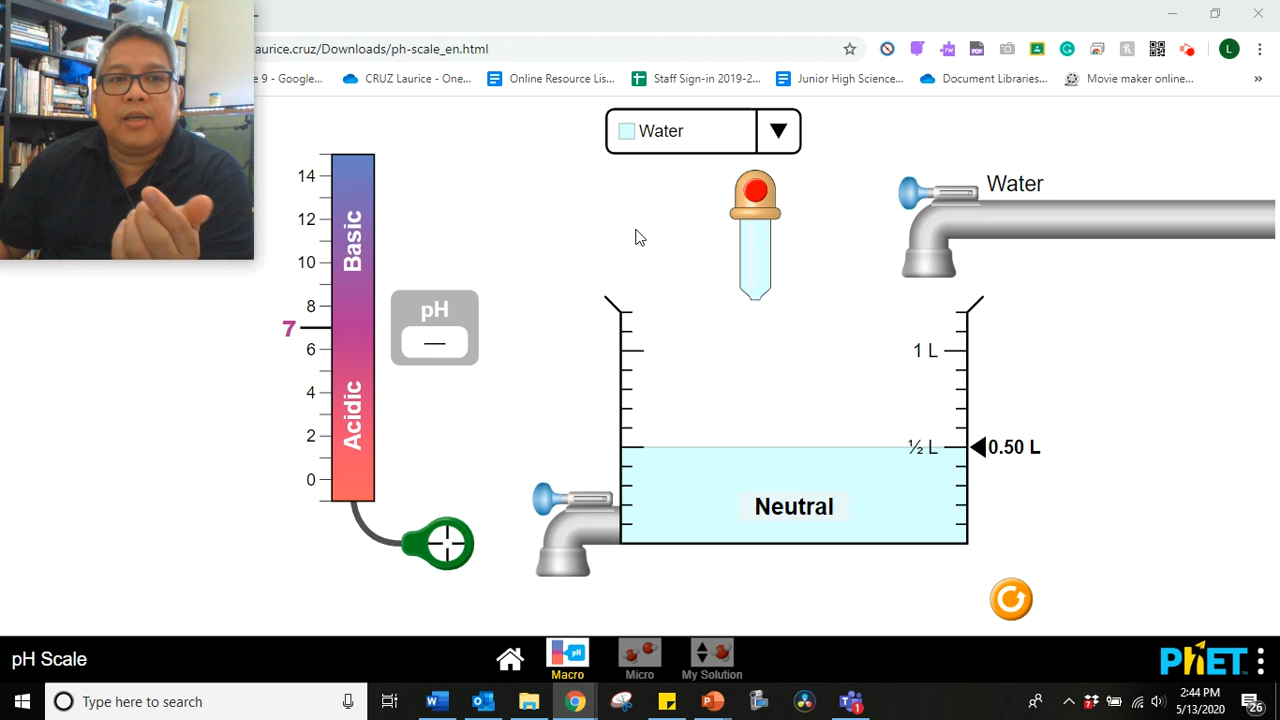 aurice.cruz/Downloads/ph-scale_en.html
L
e 9 - Google...
CRUZ Laurice - One...
Online Resource Lis...
Staff Sign-in 2019-2...
Junior High Science...
Document Libraries...
Movie maker online...
»
Water
Water
14
12
10
8
7
6
4
2
0
Basic
Acidic
pH
—
1 L
½ L
0.50 L
Neutral
pH Scale
Macro
Micro
My Solution
PhET
Type here to search
2:44 PM
5/13/2020
26
1